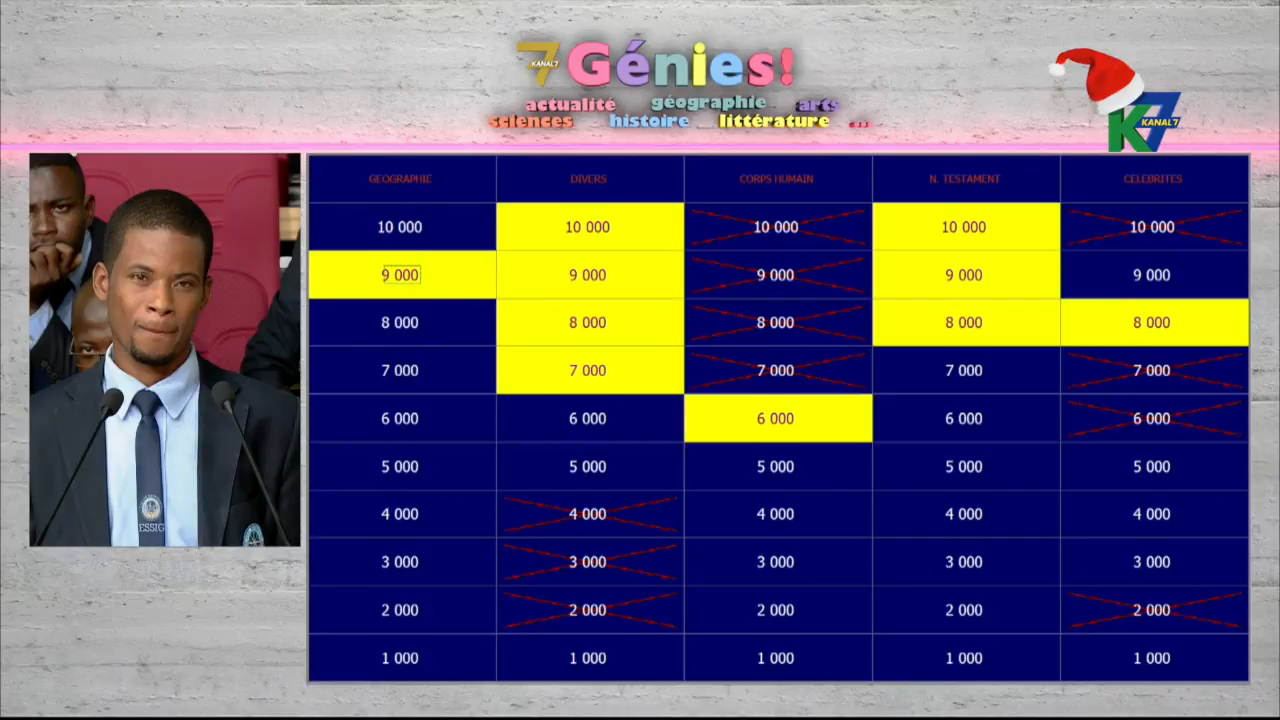 7 KANAL7 Génies!
actualité géographie arts
sciences histoire littérature ...
K7 KANAL7
GEOGRAPHIE DIVERS CORPS HUMAIN N. TESTAMENT CELEBRITES
10 000 10 000 10 000 10 000 10 000
9 000 9 000 9 000 9 000 9 000
8 000 8 000 8 000 8 000 8 000
7 000 7 000 7 000 7 000 7 000
6 000 6 000 6 000 6 000 6 000
5 000 5 000 5 000 5 000 5 000
4 000 4 000 4 000 4 000 4 000
3 000 3 000 3 000 3 000 3 000
2 000 2 000 2 000 2 000 2 000
1 000 1 000 1 000 1 000 1 000
ESSIG